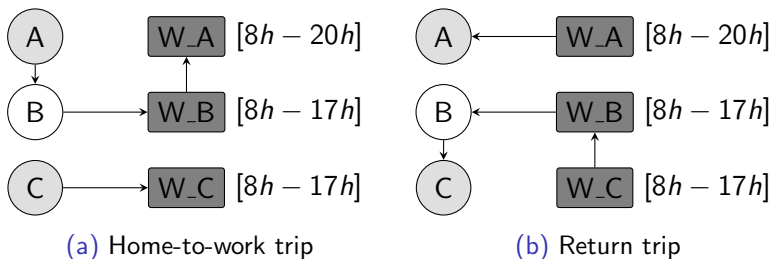 A W_A [8h − 20h] A W_A [8h − 20h]
B W_B [8h − 17h] B W_B [8h − 17h]
C W_C [8h − 17h] C W_C [8h − 17h]
(a) Home-to-work trip (b) Return trip